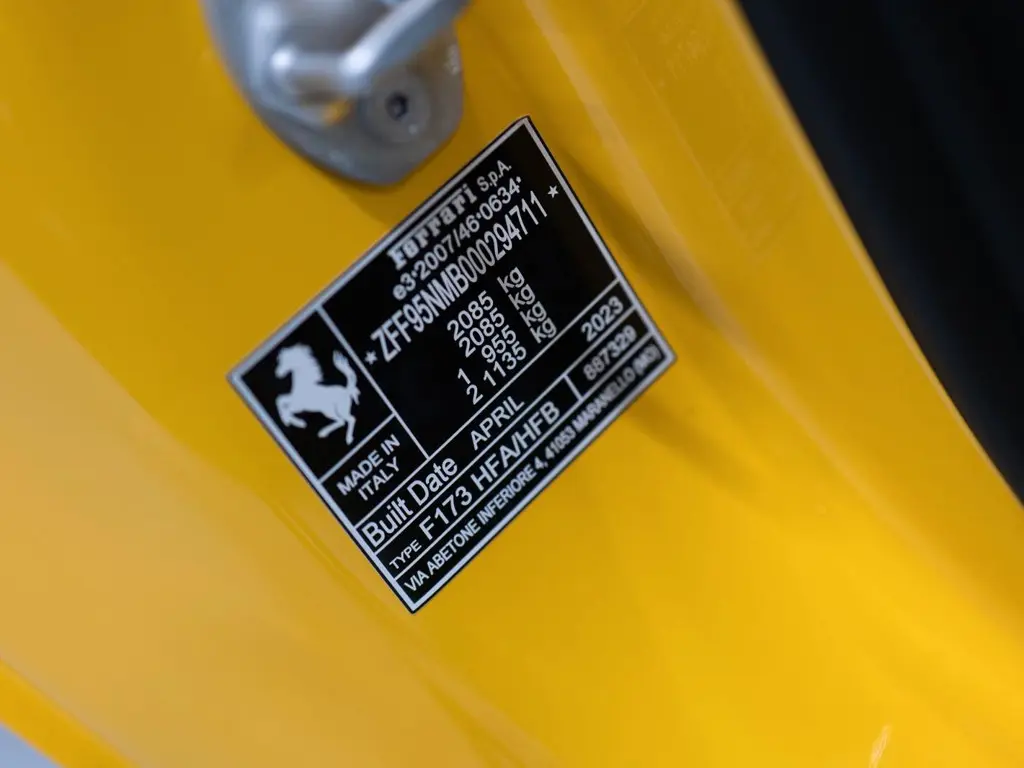 Ferrari S.p.A.
e3*2007/46*0634*
★ ZFF95NMB000294711 ★
2085 kg
2085 kg
1 955 kg
2 1135 kg
MADE IN
ITALY
Built Date APRIL 2023
TYPE F173 HFA/HFB 887329
VIA ABETONE INFERIORE 4, 41053 MARANELLO (MO)